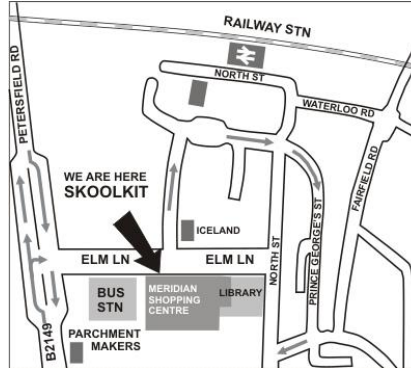 RAILWAY STN
NORTH ST
PETERSFIELD RD
WATERLOO RD
FAIRFIELD RD
WE ARE HERE
SKOOLKIT
ICELAND
ELM LN
ELM LN
NORTH ST
PRINCE GEORGE'S ST
BUS
STN
MERIDIAN
SHOPPING
CENTRE
LIBRARY
B2149
PARCHMENT
MAKERS